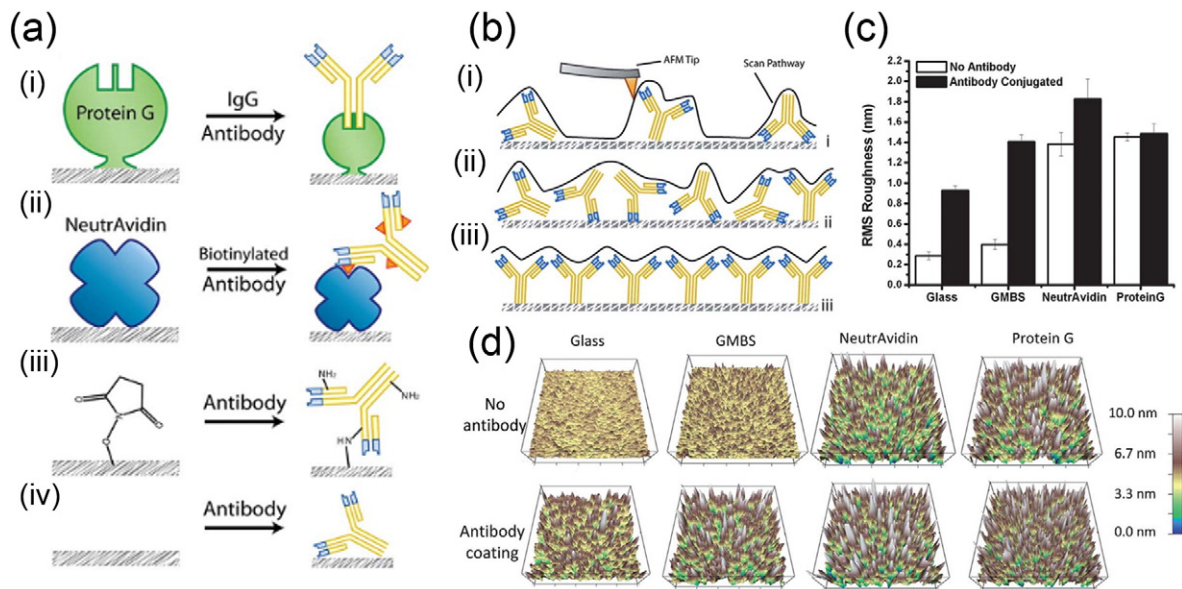 (a)
(i)
Protein G
IgG
Antibody
(ii)
NeutrAvidin
Biotinylated
Antibody
(iii)
Antibody
NH₂
NH₂
HN
(iv)
Antibody
(b)
(i)
AFM Tip
Scan Pathway
i
(ii)
ii
(iii)
iii
(c)
RMS Roughness (nm)
2.2
2.0
1.8
1.6
1.4
1.2
1.0
0.8
0.6
0.4
0.2
0.0
No Antibody
Antibody Conjugated
Glass
GMBS
NeutrAvidin
ProteinG
(d)
Glass
GMBS
NeutrAvidin
Protein G
No
antibody
Antibody
coating
10.0 nm
6.7 nm
3.3 nm
0.0 nm